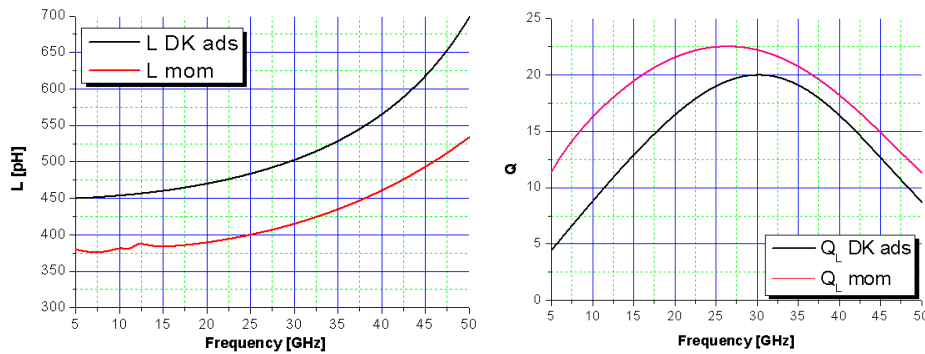 700
650
600
550
500
450
400
350
300
L [pH]
L DK ads
L mom
5 10 15 20 25 30 35 40 45 50
Frequency [GHz]
25
20
15
10
5
0
Q
Q_L DK ads
Q_L mom
5 10 15 20 25 30 35 40 45 50
Frequency [GHz]